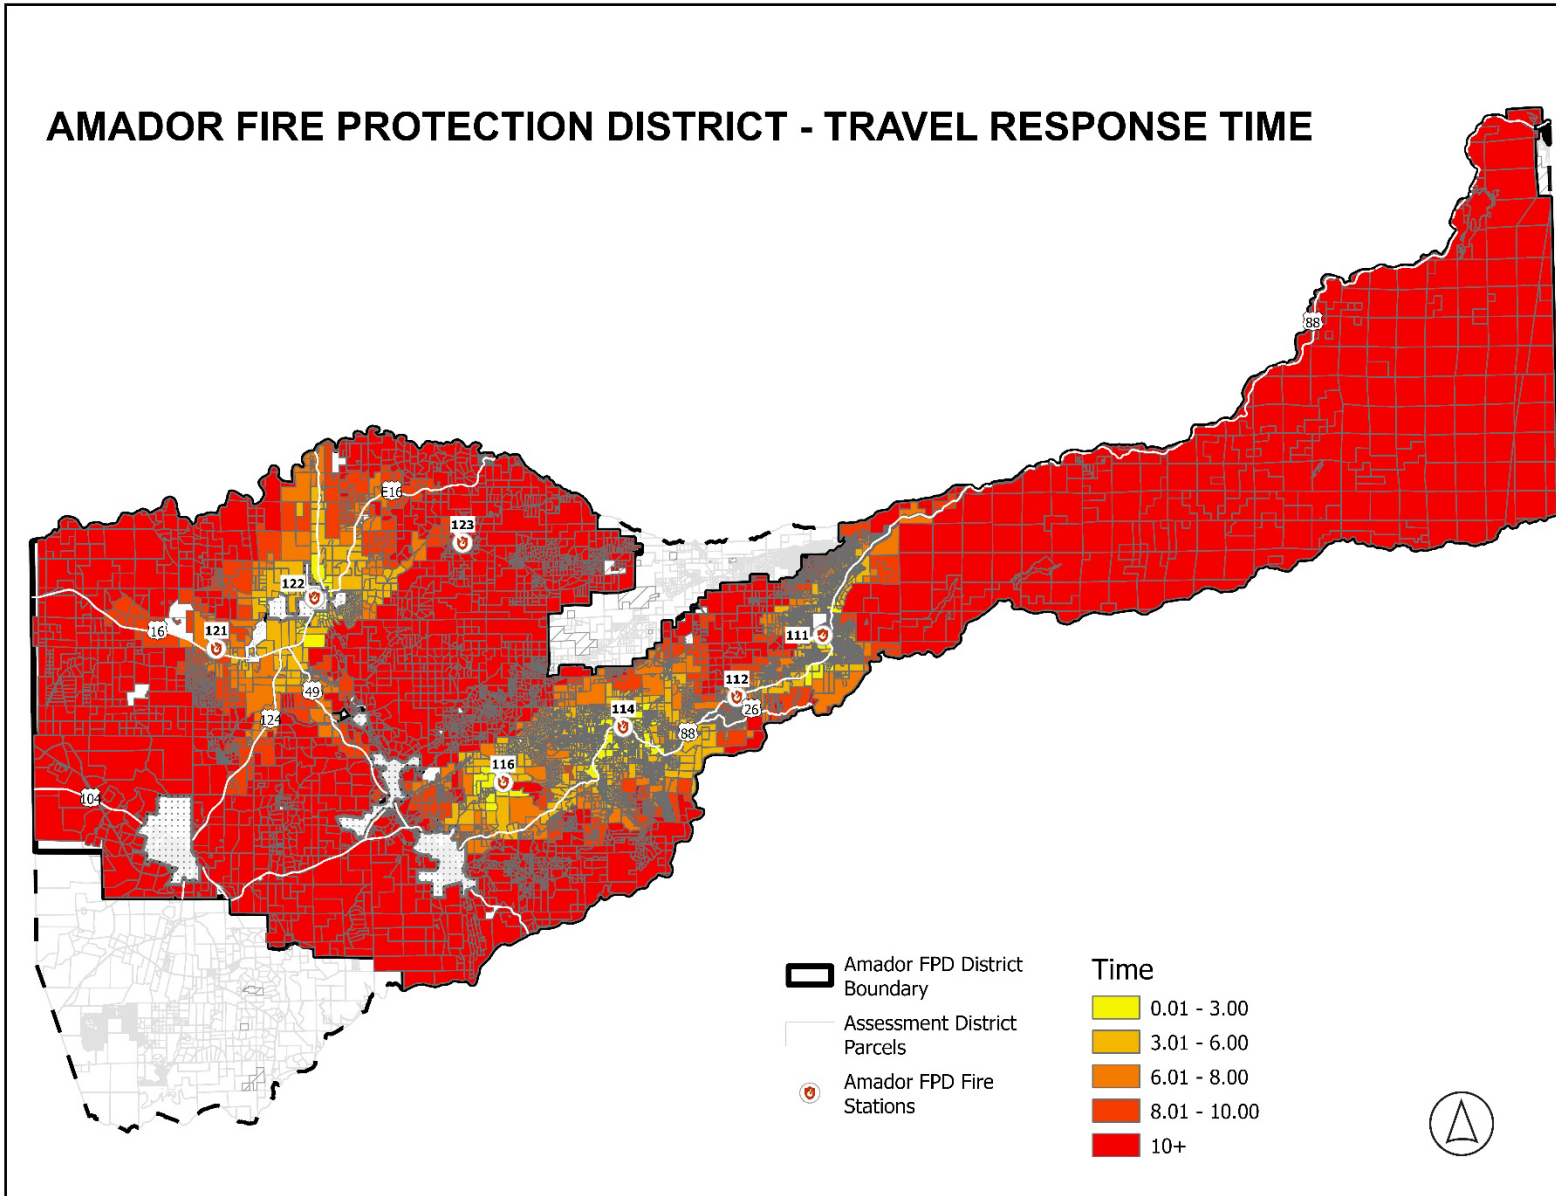 AMADOR FIRE PROTECTION DISTRICT - TRAVEL RESPONSE TIME
88
E16
123
122
16
121
111
112
49
26
114
124
88
116
104
Amador FPD District
Boundary
Assessment District
Parcels
Amador FPD Fire
Stations
Time
0.01 - 3.00
3.01 - 6.00
6.01 - 8.00
8.01 - 10.00
10+